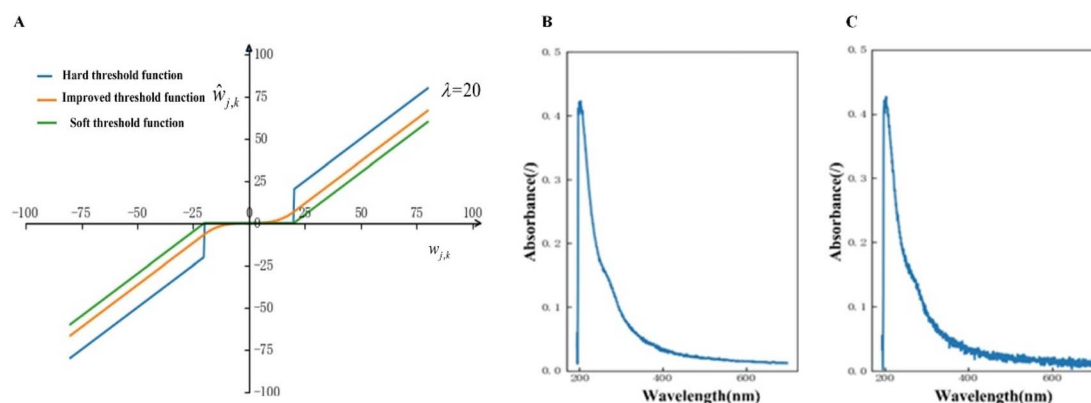 A
Hard threshold function
Improved threshold function
Soft threshold function
ŵj,k
λ=20
100
75
50
25
0
-25
-50
-75
-100
-100
-75
-50
-25
25
50
75
100
wj,k
B
0.5
0.4
0.3
0.2
0.1
0.0
Absorbance(/)
200
400
600
Wavelength(nm)
C
0.5
0.4
0.3
0.2
0.1
0.0
Absorbance(/)
200
400
600
Wavelength(nm)